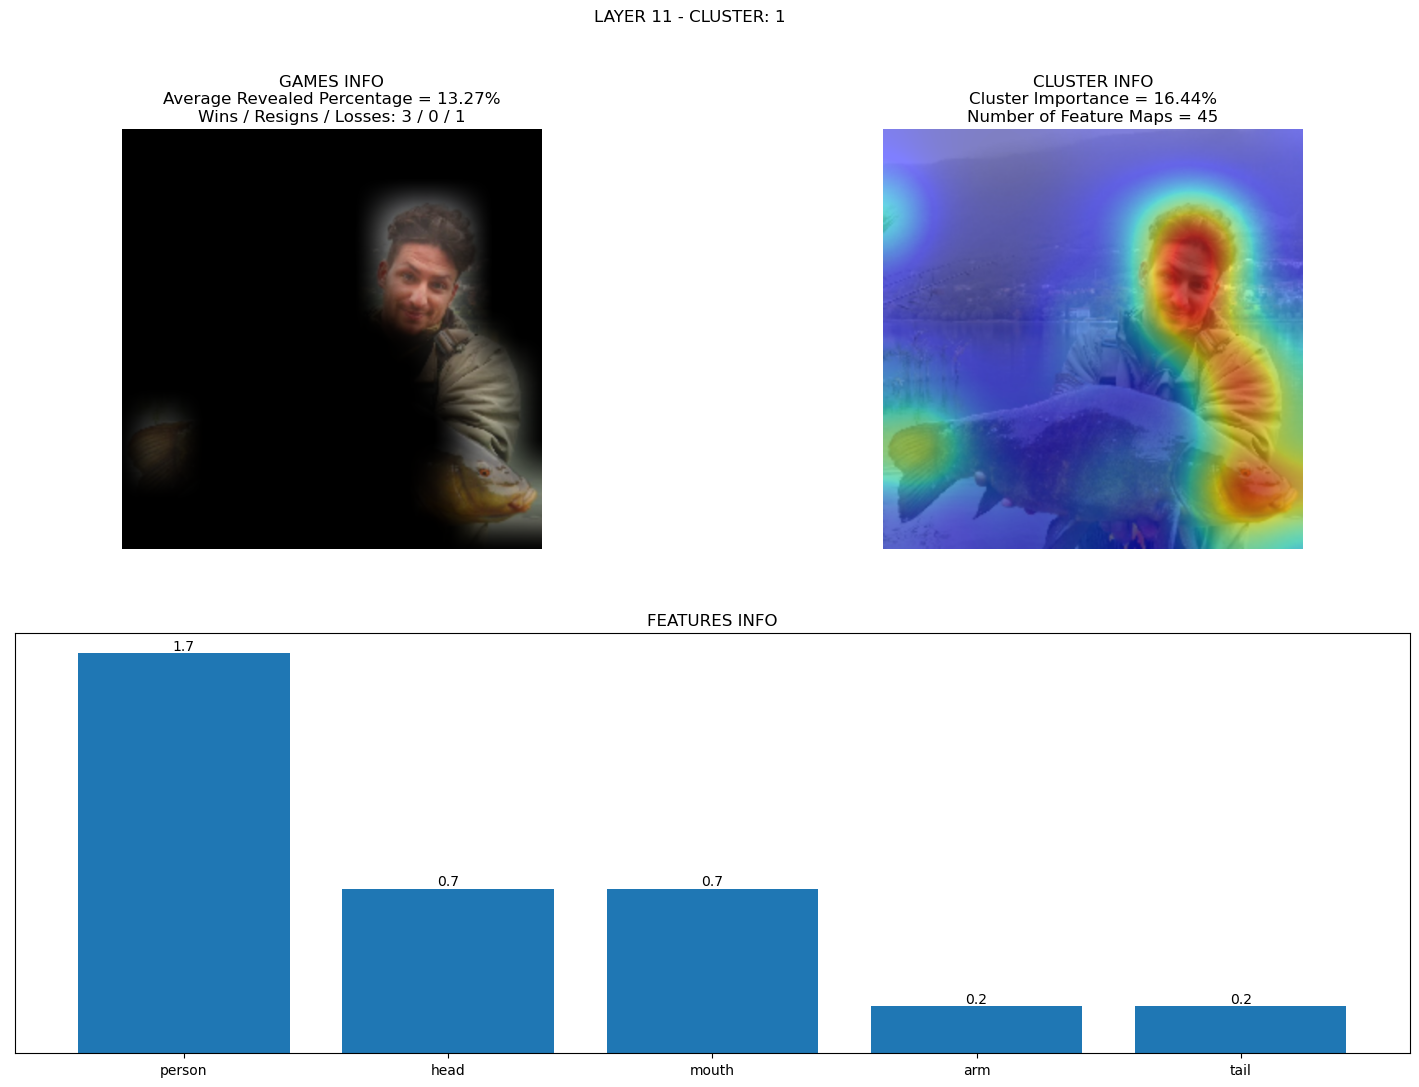 LAYER 11 - CLUSTER: 1
GAMES INFO
Average Revealed Percentage = 13.27%
Wins / Resigns / Losses: 3 / 0 / 1
CLUSTER INFO
Cluster Importance = 16.44%
Number of Feature Maps = 45
FEATURES INFO
1.7
0.7
0.7
0.2
0.2
person
head
mouth
arm
tail